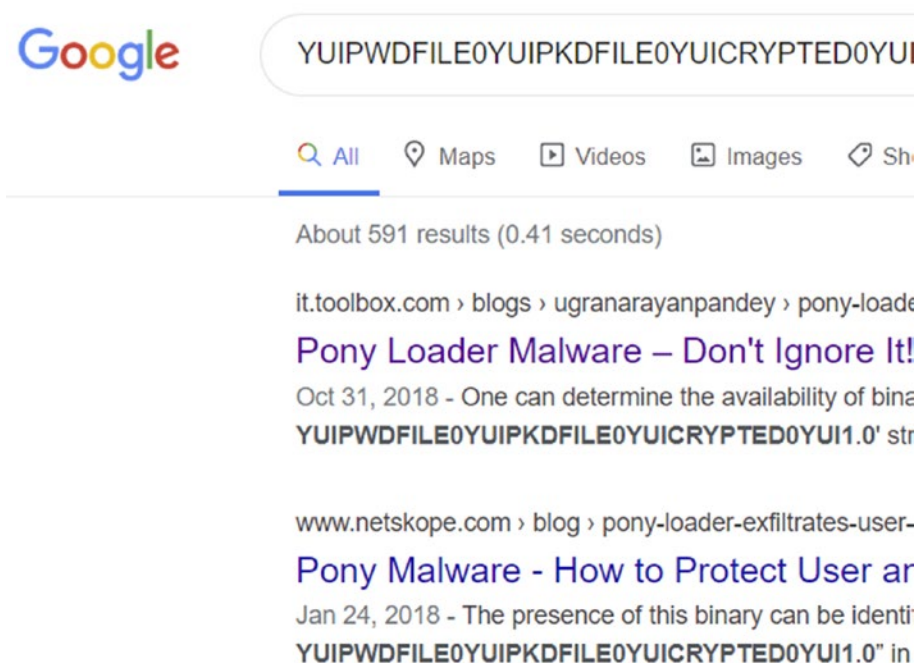 Google
YUIPWDFILE0YUIPKDFILE0YUICRYPTED0YUI
All Maps Videos Images
About 591 results (0.41 seconds)
it.toolbox.com › blogs › ugranarayanpandey › pony-loade
Pony Loader Malware – Don't Ignore It!
Oct 31, 2018 - One can determine the availability of bina
YUIPWDFILE0YUIPKDFILE0YUICRYPTED0YUI1.0' str
www.netskope.com › blog › pony-loader-exfiltrates-user-
Pony Malware - How to Protect User an
Jan 24, 2018 - The presence of this binary can be identi
YUIPWDFILE0YUIPKDFILE0YUICRYPTED0YUI1.0" in